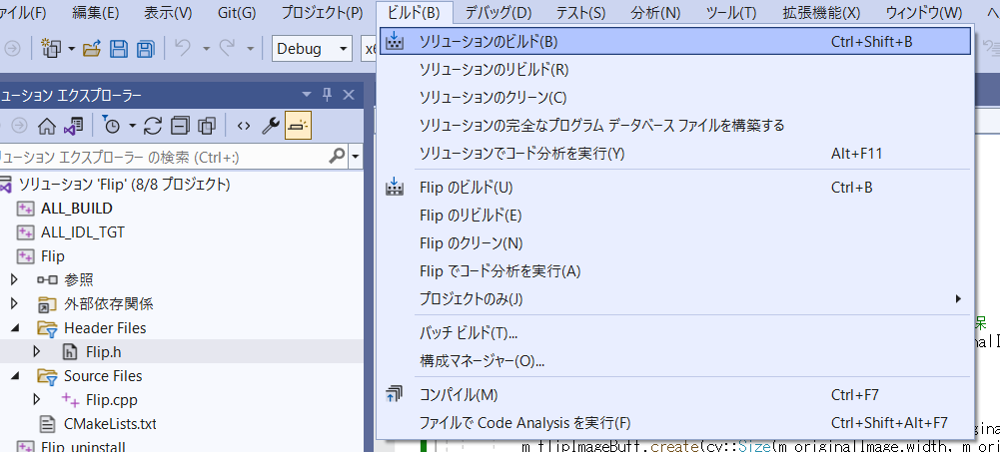 ァイル(F) 編集(E) 表示(V) Git(G) プロジェクト(P) ビルド(B) デバッグ(D) テスト(S) 分析(N) ツール(T) 拡張機能(X) ウィンドウ(W) ヘ
Debug x6
ソリューションのビルド(B) Ctrl+Shift+B
ソリューションのリビルド(R)
ソリューションのクリーン(C)
ソリューションの完全なプログラム データベース ファイルを構築する
ソリューションでコード分析を実行(Y) Alt+F11
Flip のビルド(U) Ctrl+B
Flip のリビルド(E)
Flip のクリーン(N)
Flip でコード分析を実行(A)
プロジェクトのみ(J)
バッチ ビルド(T)...
構成マネージャー(O)...
コンパイル(M) Ctrl+F7
ファイルで Code Analysis を実行(F) Ctrl+Shift+Alt+F7
ューション エクスプローラー
リューション エクスプローラー の検索 (Ctrl+:)
ソリューション 'Flip' (8/8 プロジェクト)
ALL_BUILD
ALL_IDL_TGT
Flip
参照
外部依存関係
Header Files
Flip.h
Source Files
Flip.cpp
CMakeLists.txt
Flip_uninstall
保
nalI
gina
m_flipImageBuff.create(cv::Size(m_originalImage.width, m_or